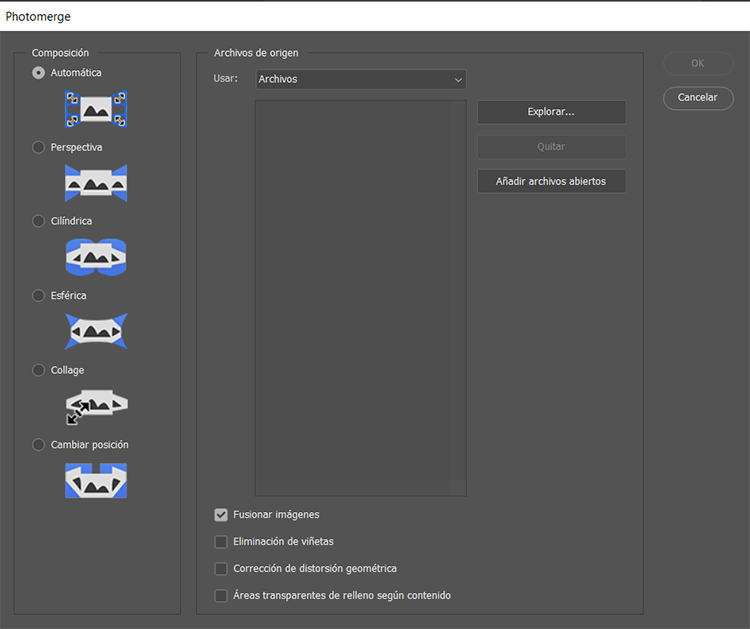 Photomerge
Composición
Automática
Perspectiva
Cilíndrica
Esférica
Collage
Cambiar posición
Archivos de origen
Usar: Archivos
Explorar...
Quitar
Añadir archivos abiertos
Fusionar imágenes
Eliminación de viñetas
Corrección de distorsión geométrica
Áreas transparentes de relleno según contenido
OK
Cancelar